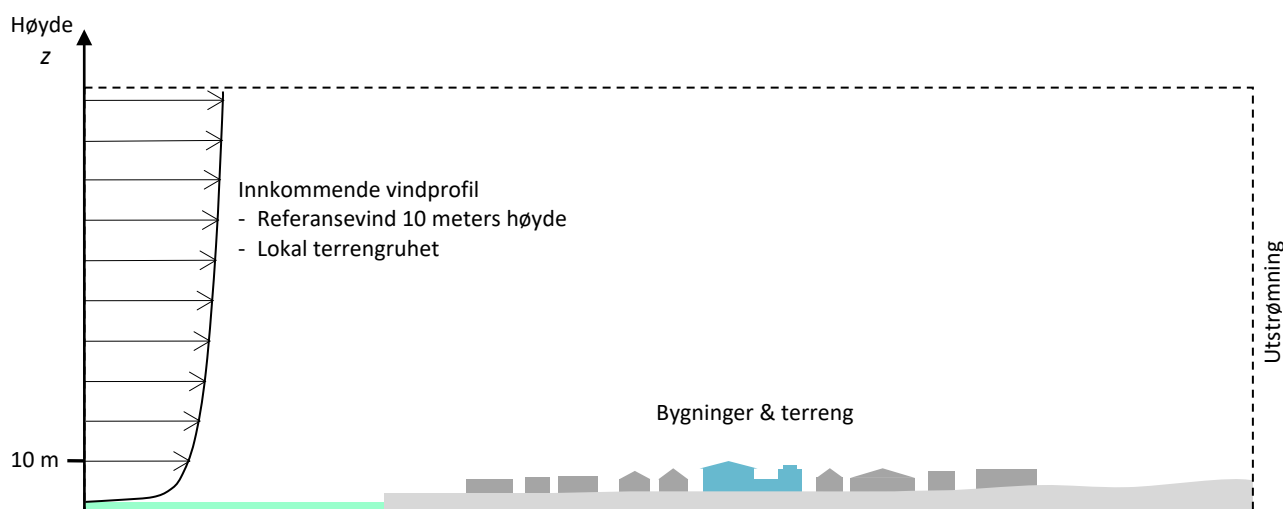 Høyde
z
Innkommende vindprofil
- Referansevind 10 meters høyde
- Lokal terrengruhet
Utstrømning
Bygninger & terreng
10 m